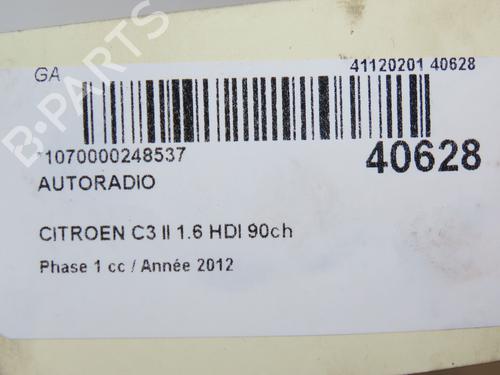 GA
41120201 40628
*1070000248537
40628
AUTORADIO
CITROEN C3 II 1.6 HDI 90ch
Phase 1 cc / Année 2012
B-PARTS